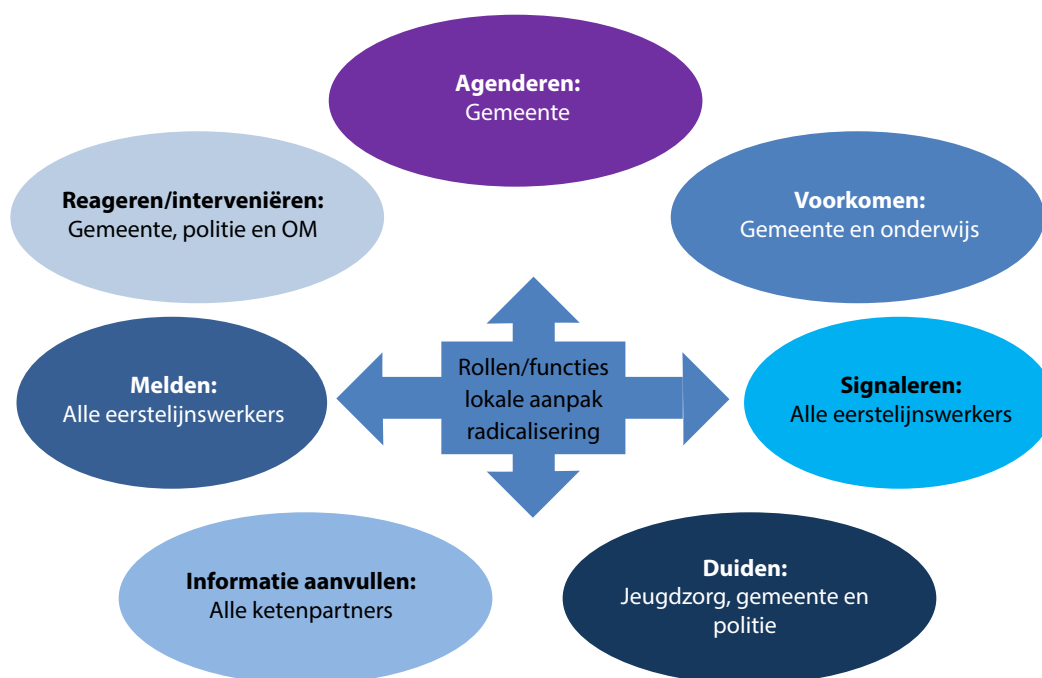 Agenderen:
Gemeente
Reageren/interveniëren:
Gemeente, politie en OM
Voorkomen:
Gemeente en onderwijs
Rollen/functies
lokale aanpak
radicalisering
Melden:
Alle eerstelijnswerkers
Signaleren:
Alle eerstelijnswerkers
Informatie aanvullen:
Alle ketenpartners
Duiden:
Jeugdzorg, gemeente en
politie